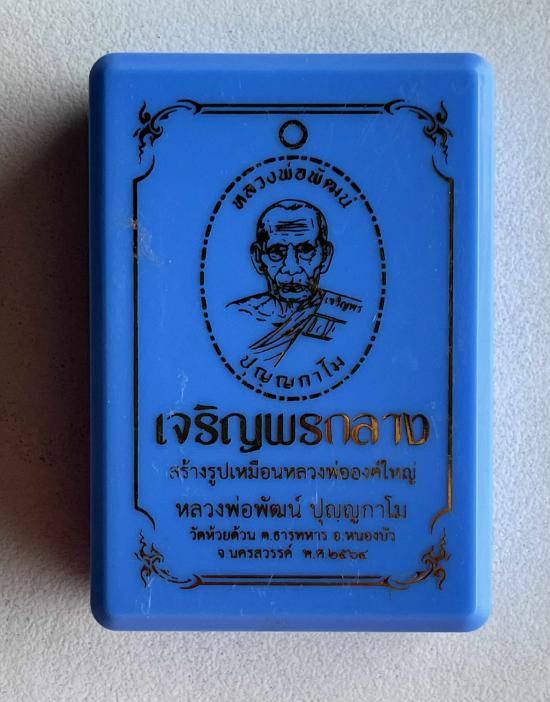 หลวงพ่อพัฒน์
เจริญพร
ปุญฺญกาโม
เจริญพรกลาง
สร้างรูปเหมือนหลวงพ่อองค์ใหญ่
หลวงพ่อพัฒน์ ปุญฺญกาโม
วัดห้วยด้วน ต.ธารทหาร อ.หนองบัว
จ.นครสวรรค์ พ.ศ.๒๕๖๔